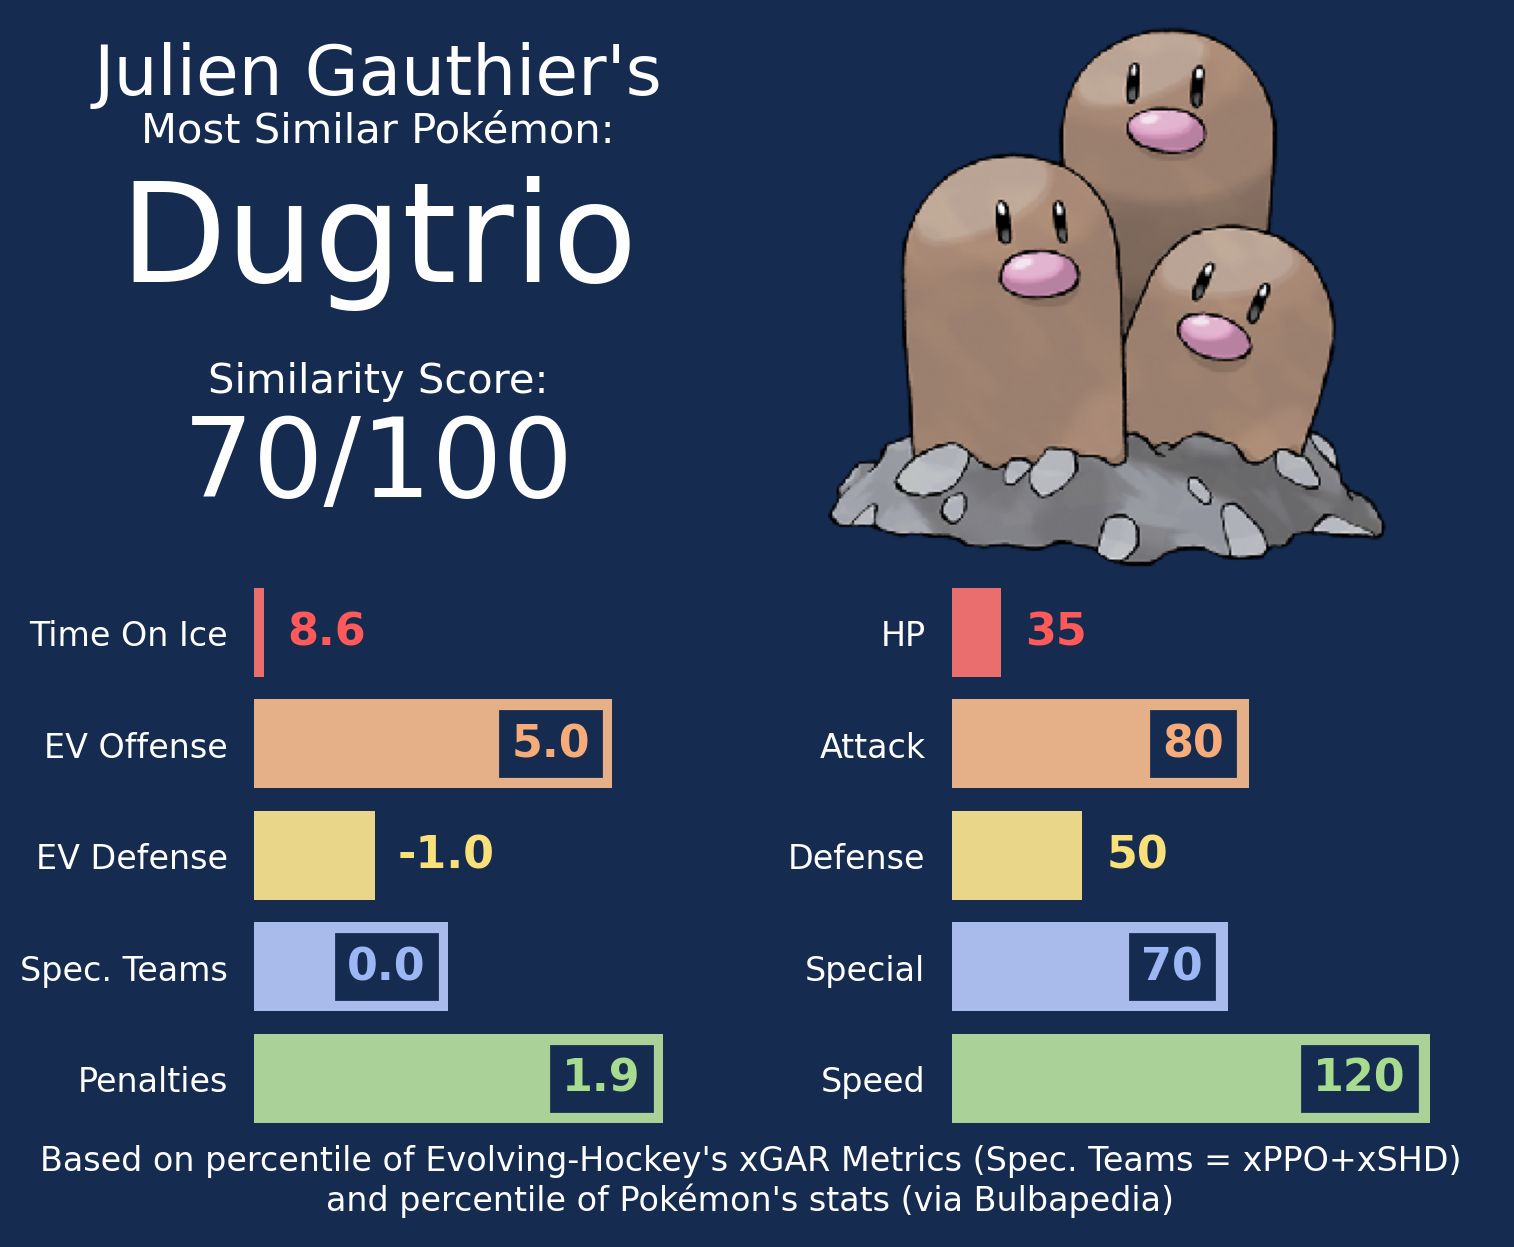 Julien Gauthier's
Most Similar Pokémon:
Dugtrio
Similarity Score:
70/100
Time On Ice 8.6
EV Offense 5.0
EV Defense -1.0
Spec. Teams 0.0
Penalties 1.9
HP 35
Attack 80
Defense 50
Special 70
Speed 120
Based on percentile of Evolving-Hockey's xGAR Metrics (Spec. Teams = xPPO+xSHD)
and percentile of Pokémon's stats (via Bulbapedia)